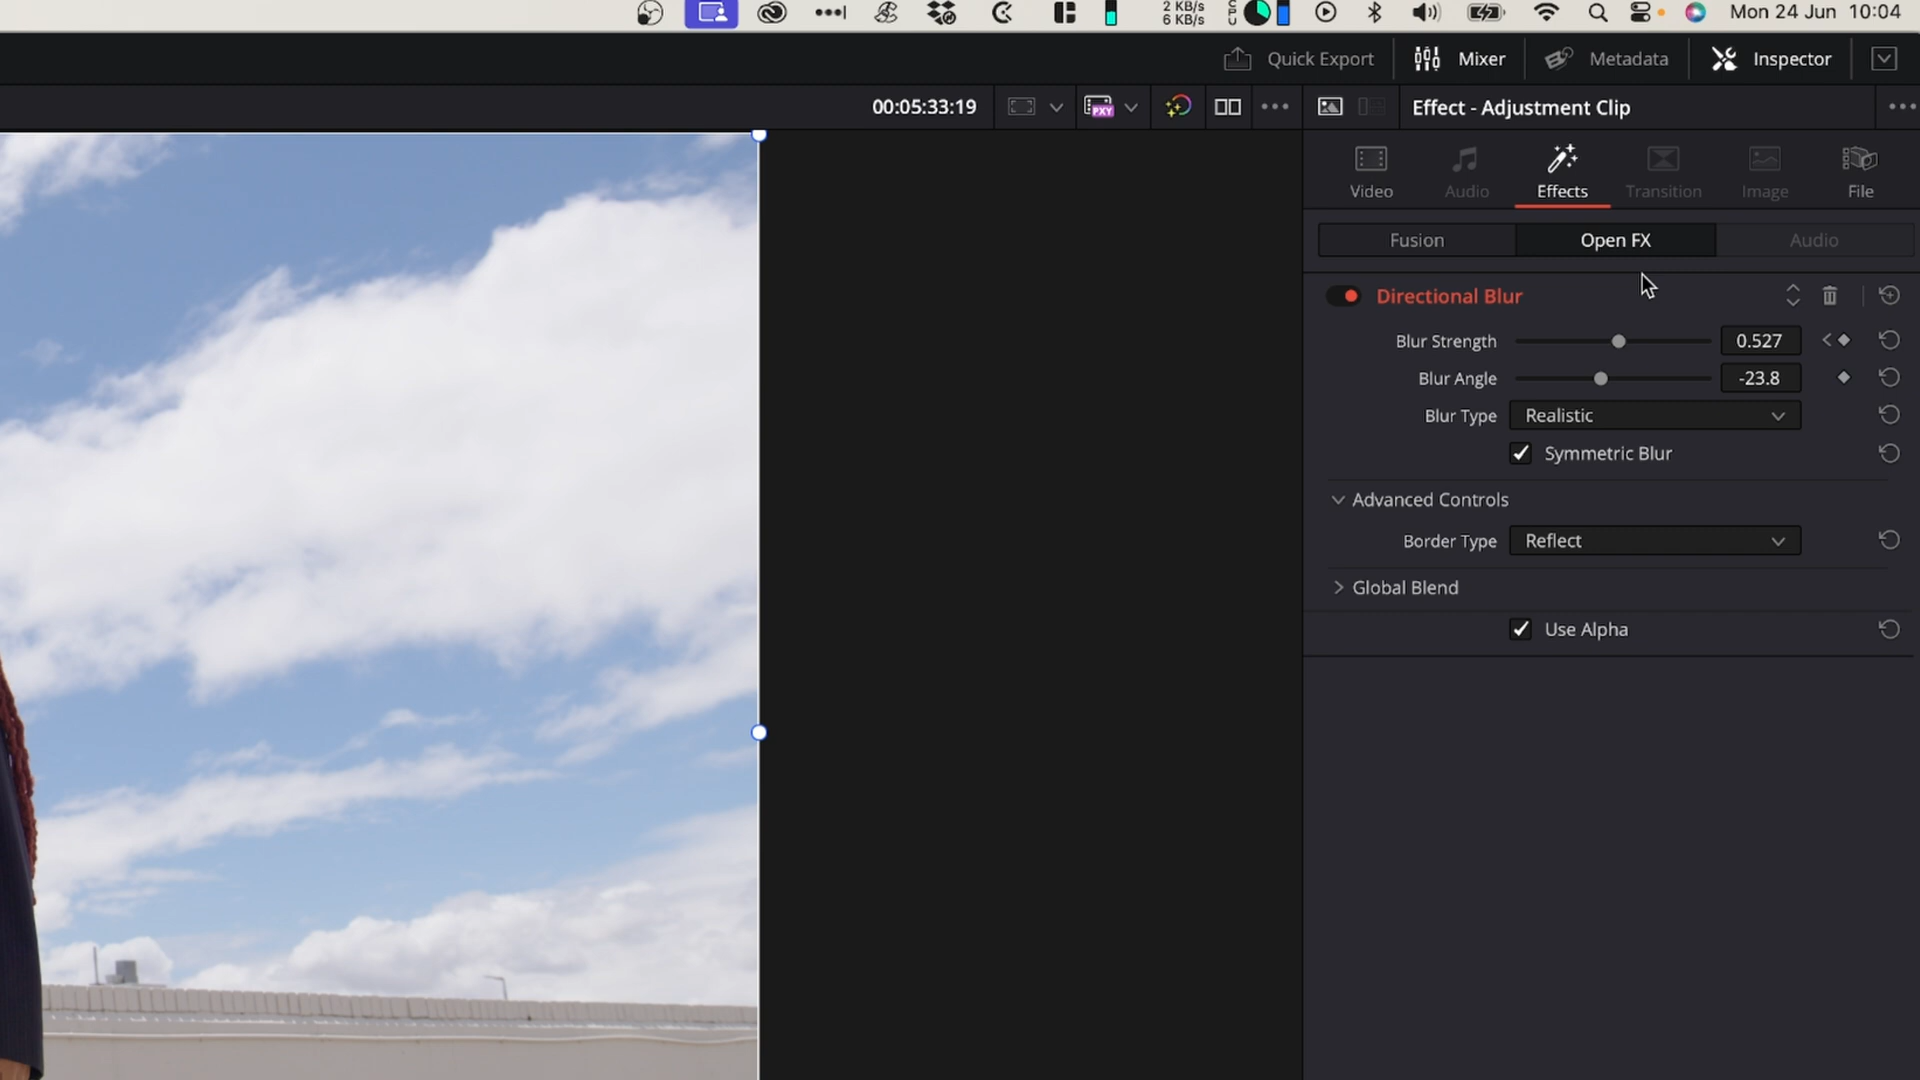 2 KB/s
6 KB/s
CPU
Mon 24 Jun 10:04
Quick Export
Mixer
Metadata
Inspector
00:05:33:19
PXY
Effect - Adjustment Clip
Video
Audio
Effects
Transition
Image
File
Fusion
Open FX
Audio
Directional Blur
Blur Strength 0.527
Blur Angle -23.8
Blur Type Realistic
Symmetric Blur
Advanced Controls
Border Type Reflect
Global Blend
Use Alpha